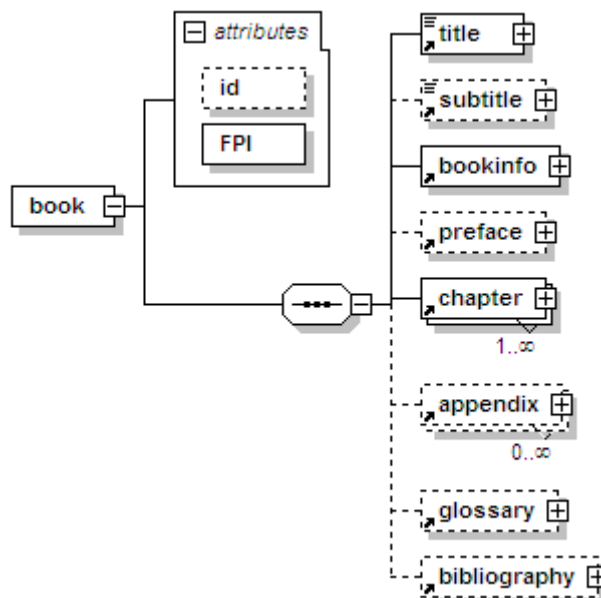 attributes
id
FPI
book
title
subtitle
bookinfo
preface
chapter
1..∞
appendix
0..∞
glossary
bibliography